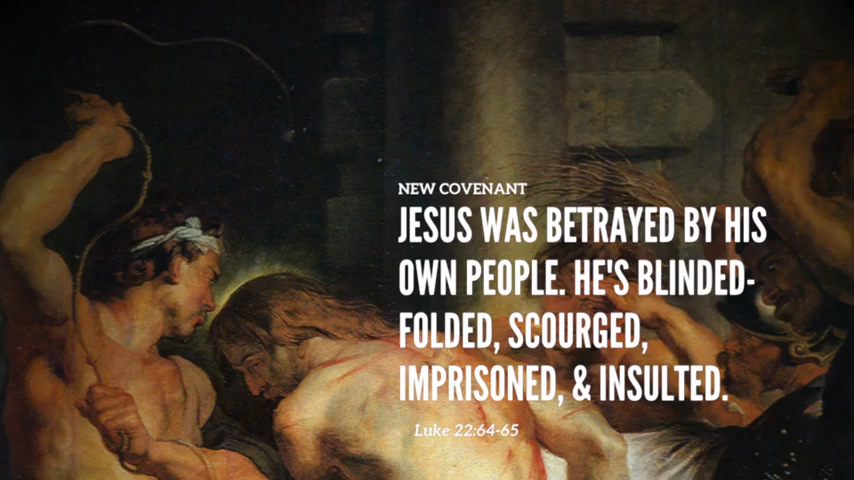 NEW COVENANT
JESUS WAS BETRAYED BY HIS
OWN PEOPLE. HE'S BLINDED-
FOLDED, SCOURGED,
IMPRISONED, & INSULTED.
Luke 22:64-65